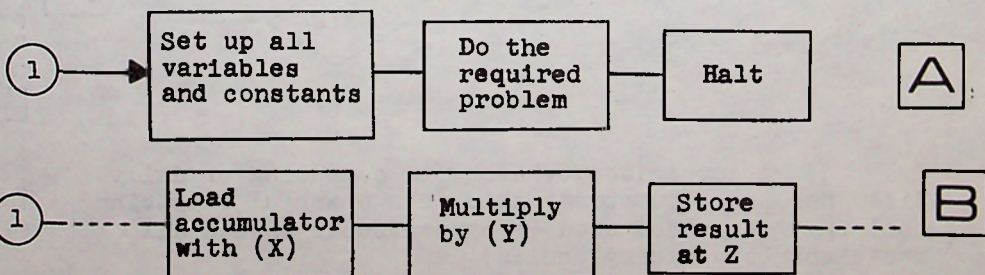 1
Set up all
variables
and constants
Do the
required
problem
Halt
A
1
Load
accumulator
with (X)
Multiply
by (Y)
Store
result
at Z
B